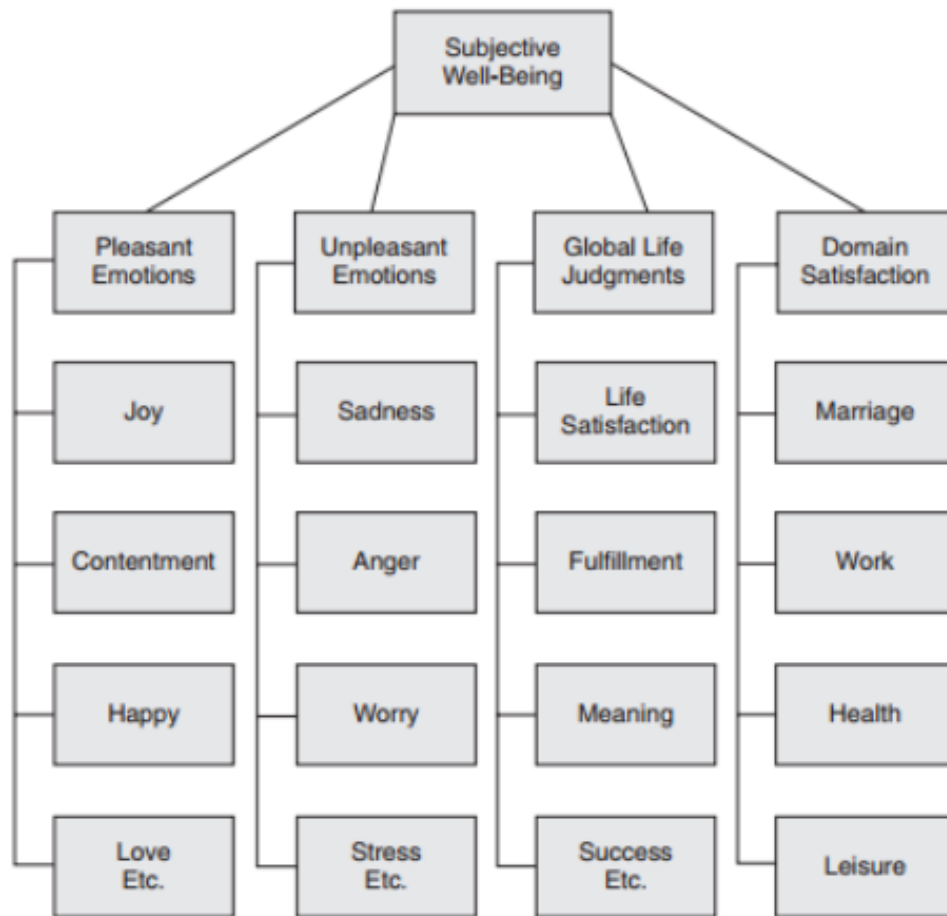 Subjective
Well-Being
Pleasant
Emotions
Unpleasant
Emotions
Global Life
Judgments
Domain
Satisfaction
Joy
Sadness
Life
Satisfaction
Marriage
Contentment
Anger
Fulfillment
Work
Happy
Worry
Meaning
Health
Love
Etc.
Stress
Etc.
Success
Etc.
Leisure